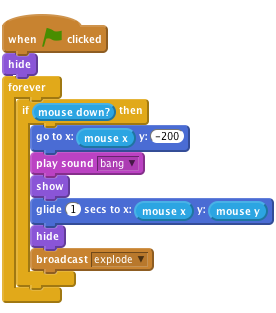 when clicked
hide
forever
if mouse down? then
go to x: mouse x y: -200
play sound bang
show
glide 1 secs to x: mouse x y: mouse y
hide
broadcast explode